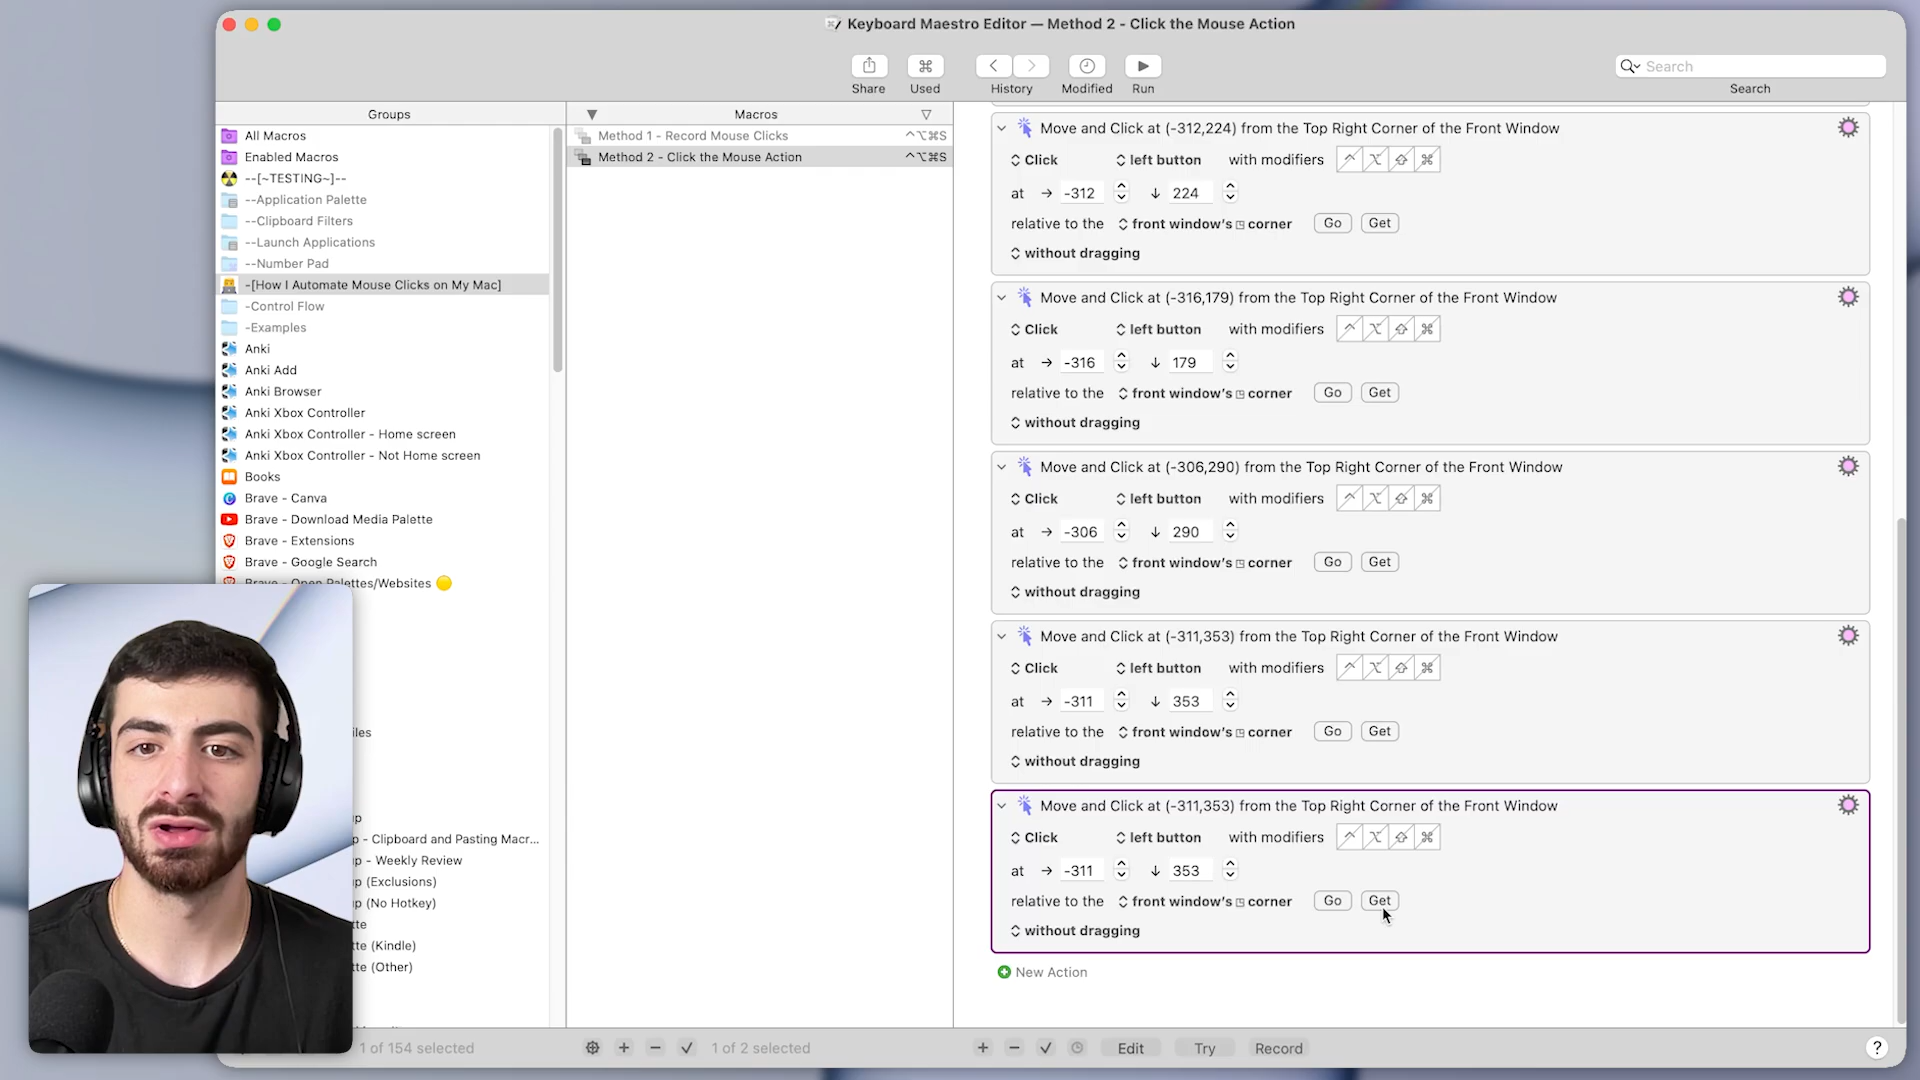 Keyboard Maestro Editor — Method 2 - Click the Mouse Action
Share
Used
History
Modified
Run
Search
Search
Groups
All Macros
Enabled Macros
--[~TESTING~]--
--Application Palette
--Clipboard Filters
--Launch Applications
--Number Pad
-[How I Automate Mouse Clicks on My Mac]
-Control Flow
-Examples
Anki
Anki Add
Anki Browser
Anki Xbox Controller
Anki Xbox Controller - Home screen
Anki Xbox Controller - Not Home screen
Books
Brave - Canva
Brave - Download Media Palette
Brave - Extensions
Brave - Google Search
Brave - Open Palettes/Websites
- Clipboard and Pasting Macr...
- Weekly Review
(Exclusions)
(No Hotkey)
(Kindle)
(Other)
1 of 154 selected
Macros
Method 1 - Record Mouse Clicks ^⌥⌘S
Method 2 - Click the Mouse Action ^⌥⌘S
1 of 2 selected
Move and Click at (-312,224) from the Top Right Corner of the Front Window
Click left button with modifiers
at → -312 ↓ 224
relative to the front window's corner Go Get
without dragging
Move and Click at (-316,179) from the Top Right Corner of the Front Window
Click left button with modifiers
at → -316 ↓ 179
relative to the front window's corner Go Get
without dragging
Move and Click at (-306,290) from the Top Right Corner of the Front Window
Click left button with modifiers
at → -306 ↓ 290
relative to the front window's corner Go Get
without dragging
Move and Click at (-311,353) from the Top Right Corner of the Front Window
Click left button with modifiers
at → -311 ↓ 353
relative to the front window's corner Go Get
without dragging
Move and Click at (-311,353) from the Top Right Corner of the Front Window
Click left button with modifiers
at → -311 ↓ 353
relative to the front window's corner Go Get
without dragging
New Action
Edit Try Record ?